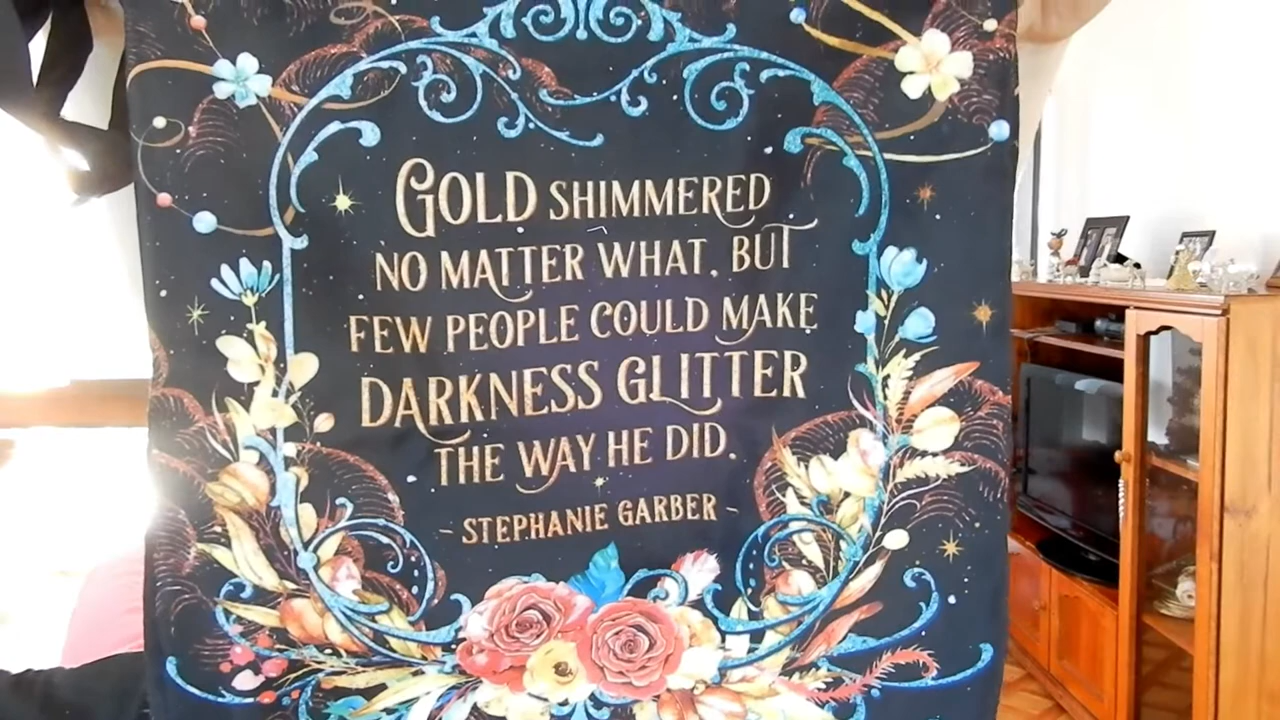 GOLD SHIMMERED
NO MATTER WHAT, BUT
FEW PEOPLE COULD MAKE
DARKNESS GLITTER
THE WAY HE DID.
- STEPHANIE GARBER -